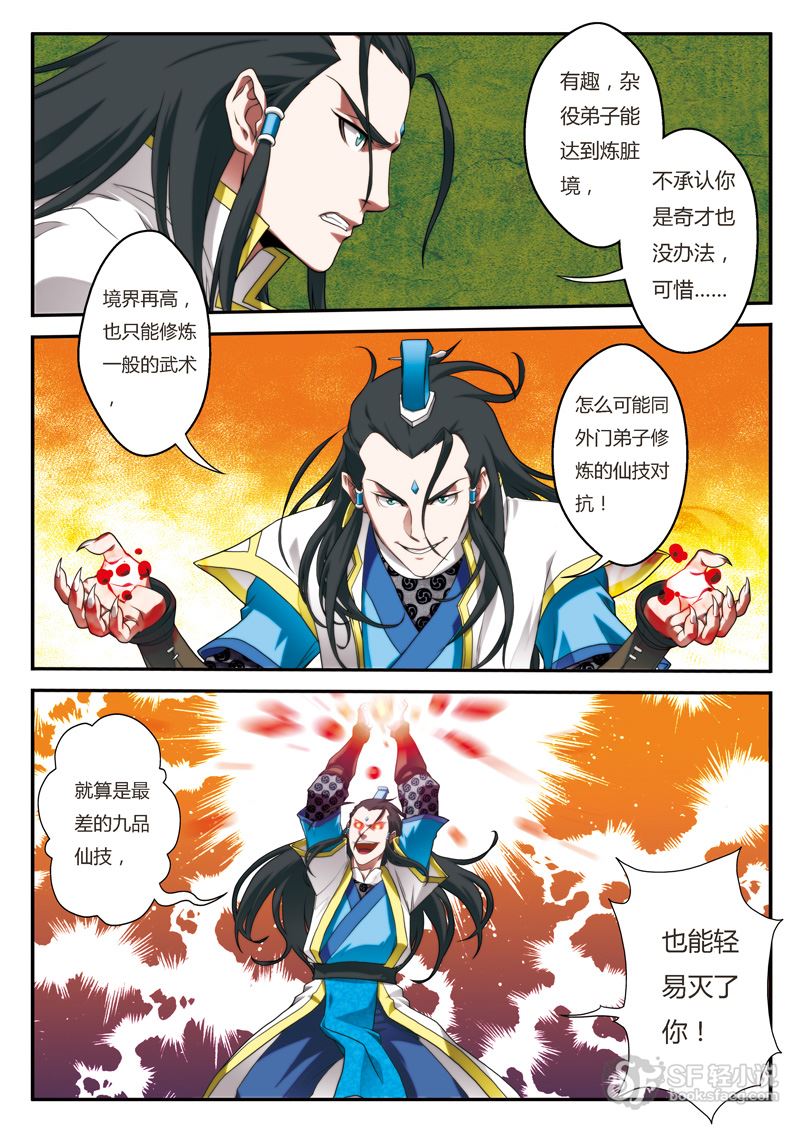 有趣，杂
役弟子能
达到炼脏
境，
不承认你
是奇才也
没办法，
可惜……
境界再高，
也只能修炼
一般的武术
，
怎么可能同
外门弟子修
炼的仙技对
抗！
就算是最
差的九品
仙技，
也能轻
易灭了
你！
SF轻小说
book.sfacg.com